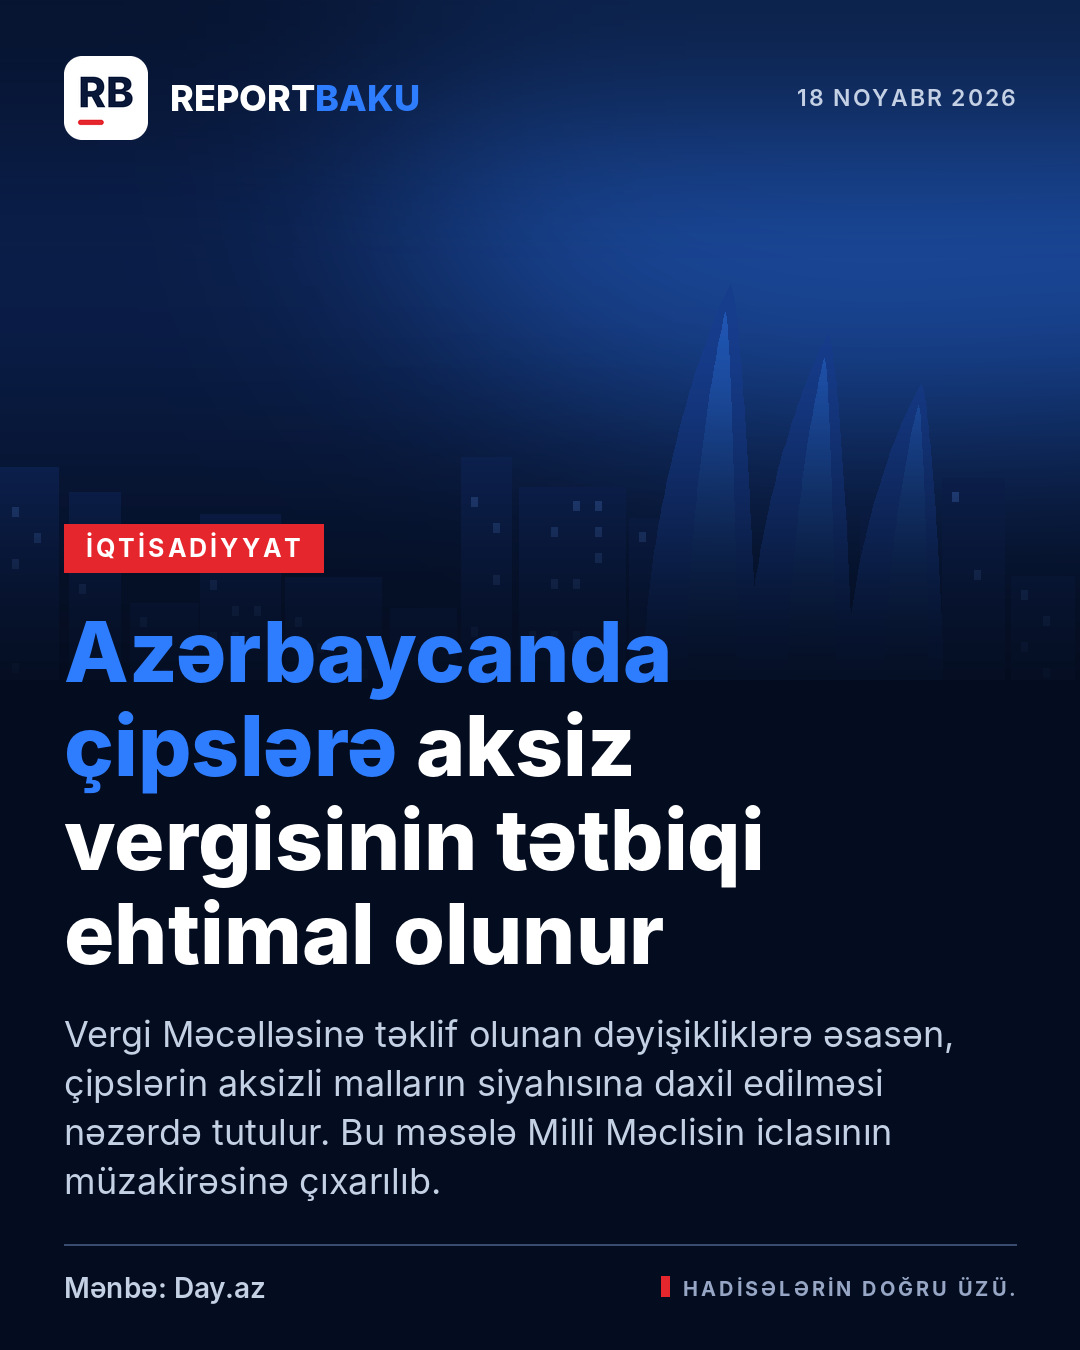 RB
REPORTBAKU
18 NOYABR 2026
İQTİSADİYYAT
Azərbaycanda
çipslərə aksiz
vergisinin tətbiqi
ehtimal olunur
Vergi Məcəlləsinə təklif olunan dəyişikliklərə əsasən,
çipslərin aksizli malların siyahısına daxil edilməsi
nəzərdə tutulur. Bu məsələ Milli Məclisin iclasının
müzakirəsinə çıxarılıb.
Mənbə: Day.az
HADİSƏLƏRİN DOĞRU ÜZÜ.